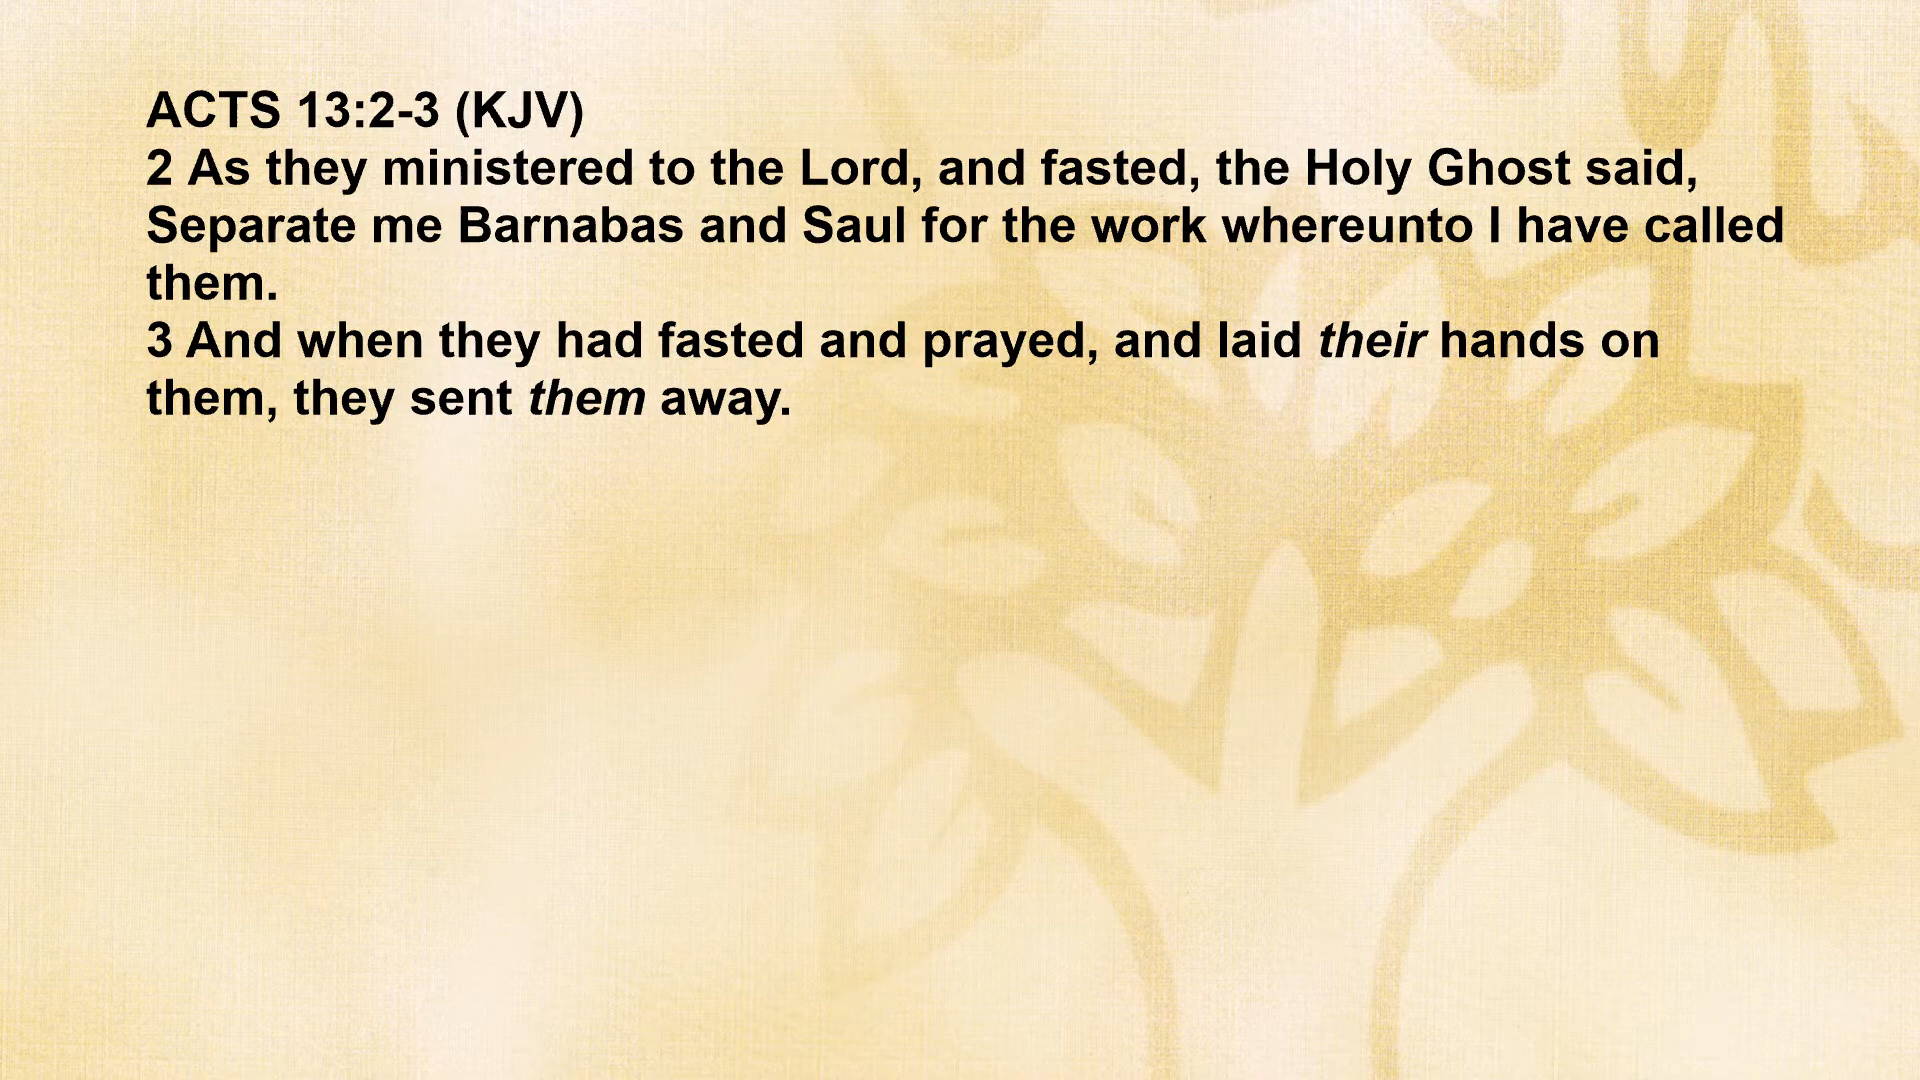 ACTS 13:2-3 (KJV)
2 As they ministered to the Lord, and fasted, the Holy Ghost said,
Separate me Barnabas and Saul for the work whereunto I have called
them.
3 And when they had fasted and prayed, and laid their hands on
them, they sent them away.